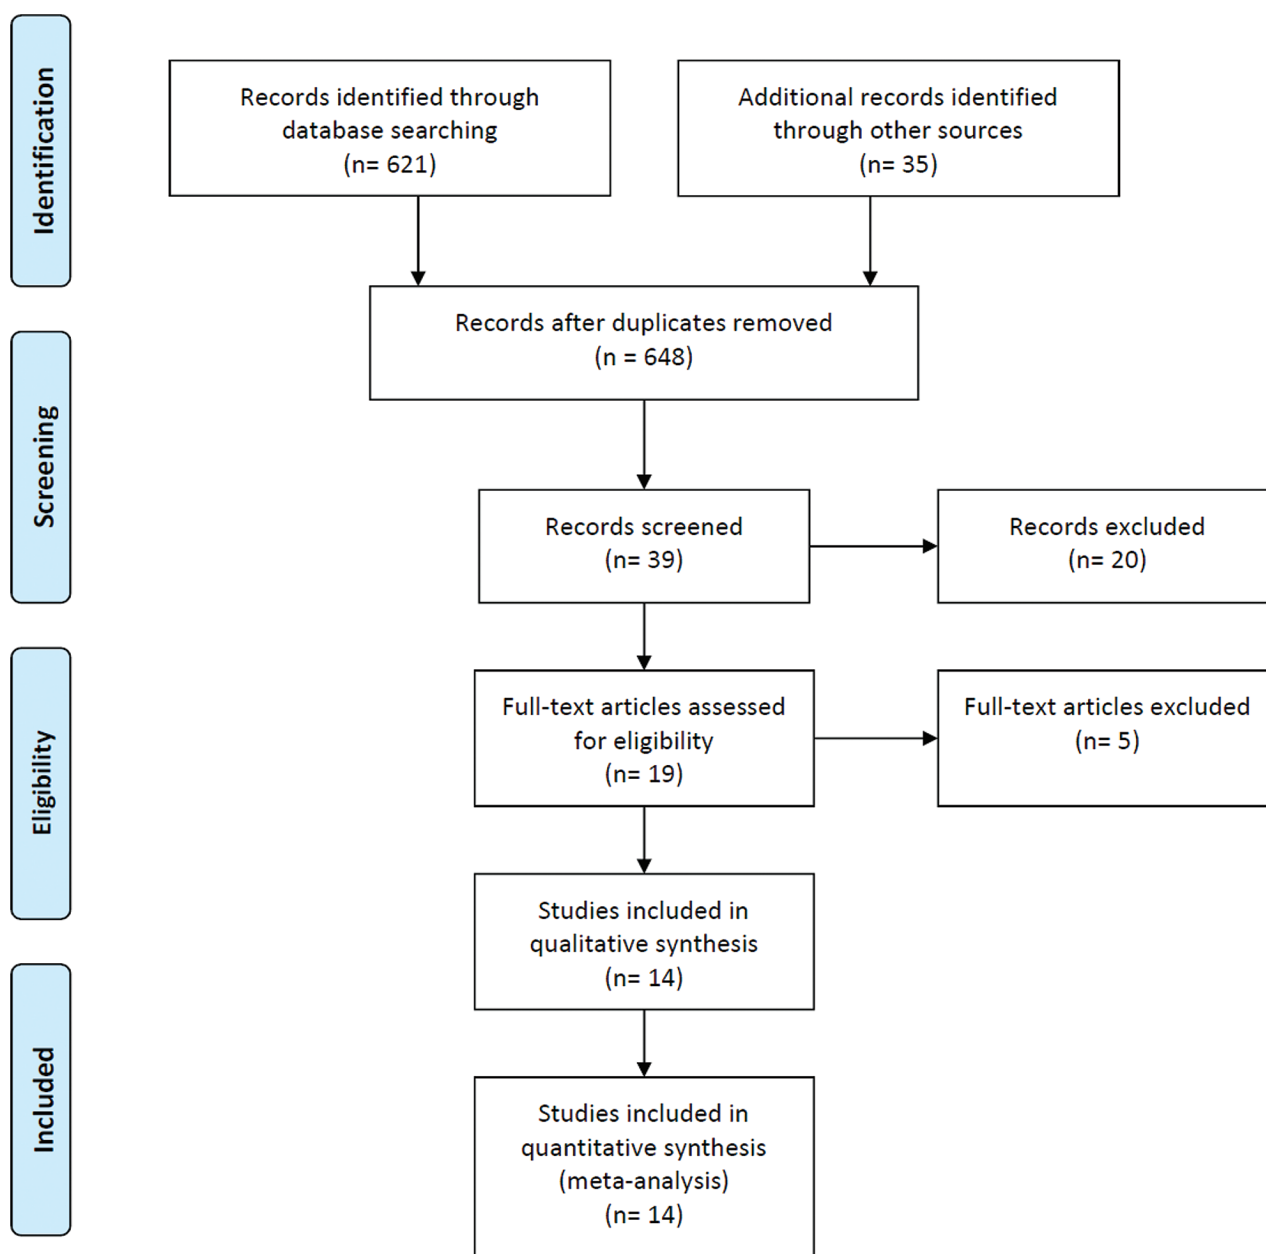 Identification
Records identified through
database searching
(n= 621)
Additional records identified
through other sources
(n= 35)
Records after duplicates removed
(n = 648)
Screening
Records screened
(n= 39)
Records excluded
(n= 20)
Eligibility
Full-text articles assessed
for eligibility
(n= 19)
Full-text articles excluded
(n= 5)
Studies included in
qualitative synthesis
(n= 14)
Included
Studies included in
quantitative synthesis
(meta-analysis)
(n= 14)